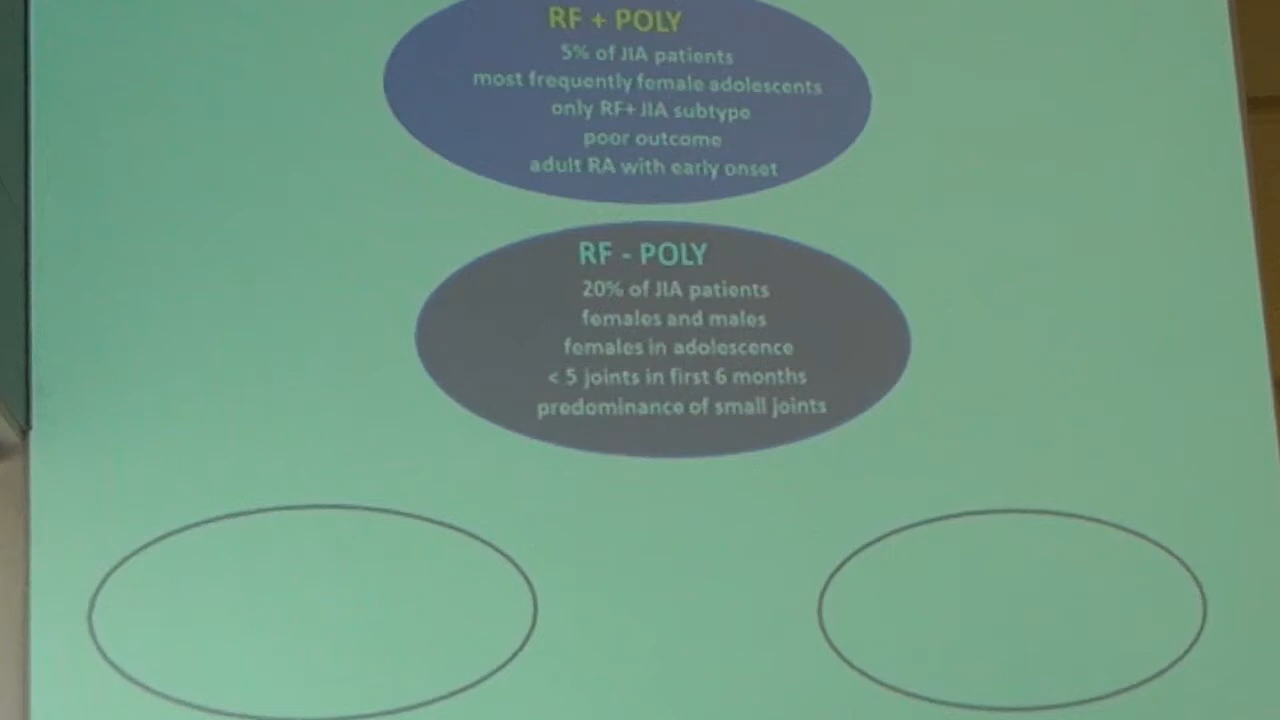 RF + POLY
5% of JIA patients
most frequently female adolescents
only RF+ JIA subtype
poor outcome
adult RA with early onset
RF - POLY
20% of JIA patients
females and males
females in adolescence
< 5 joints in first 6 months
predominance of small joints